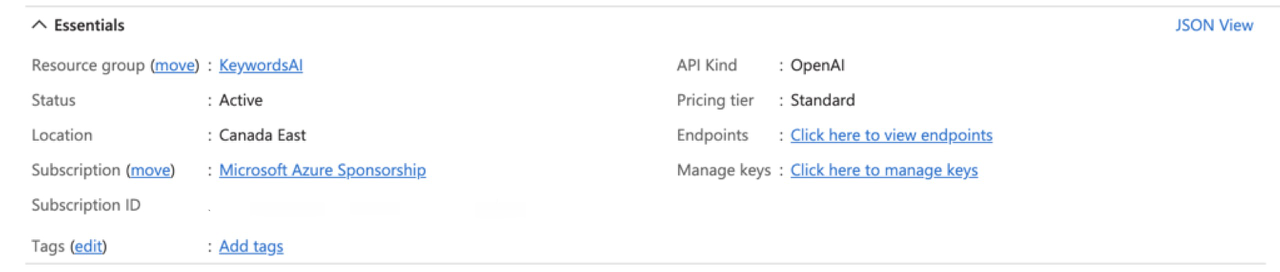 Essentials
JSON View
Resource group (move) : KeywordsAI
API Kind : OpenAI
Status : Active
Pricing tier : Standard
Location : Canada East
Endpoints : Click here to view endpoints
Subscription (move) : Microsoft Azure Sponsorship
Manage keys : Click here to manage keys
Subscription ID
Tags (edit) : Add tags